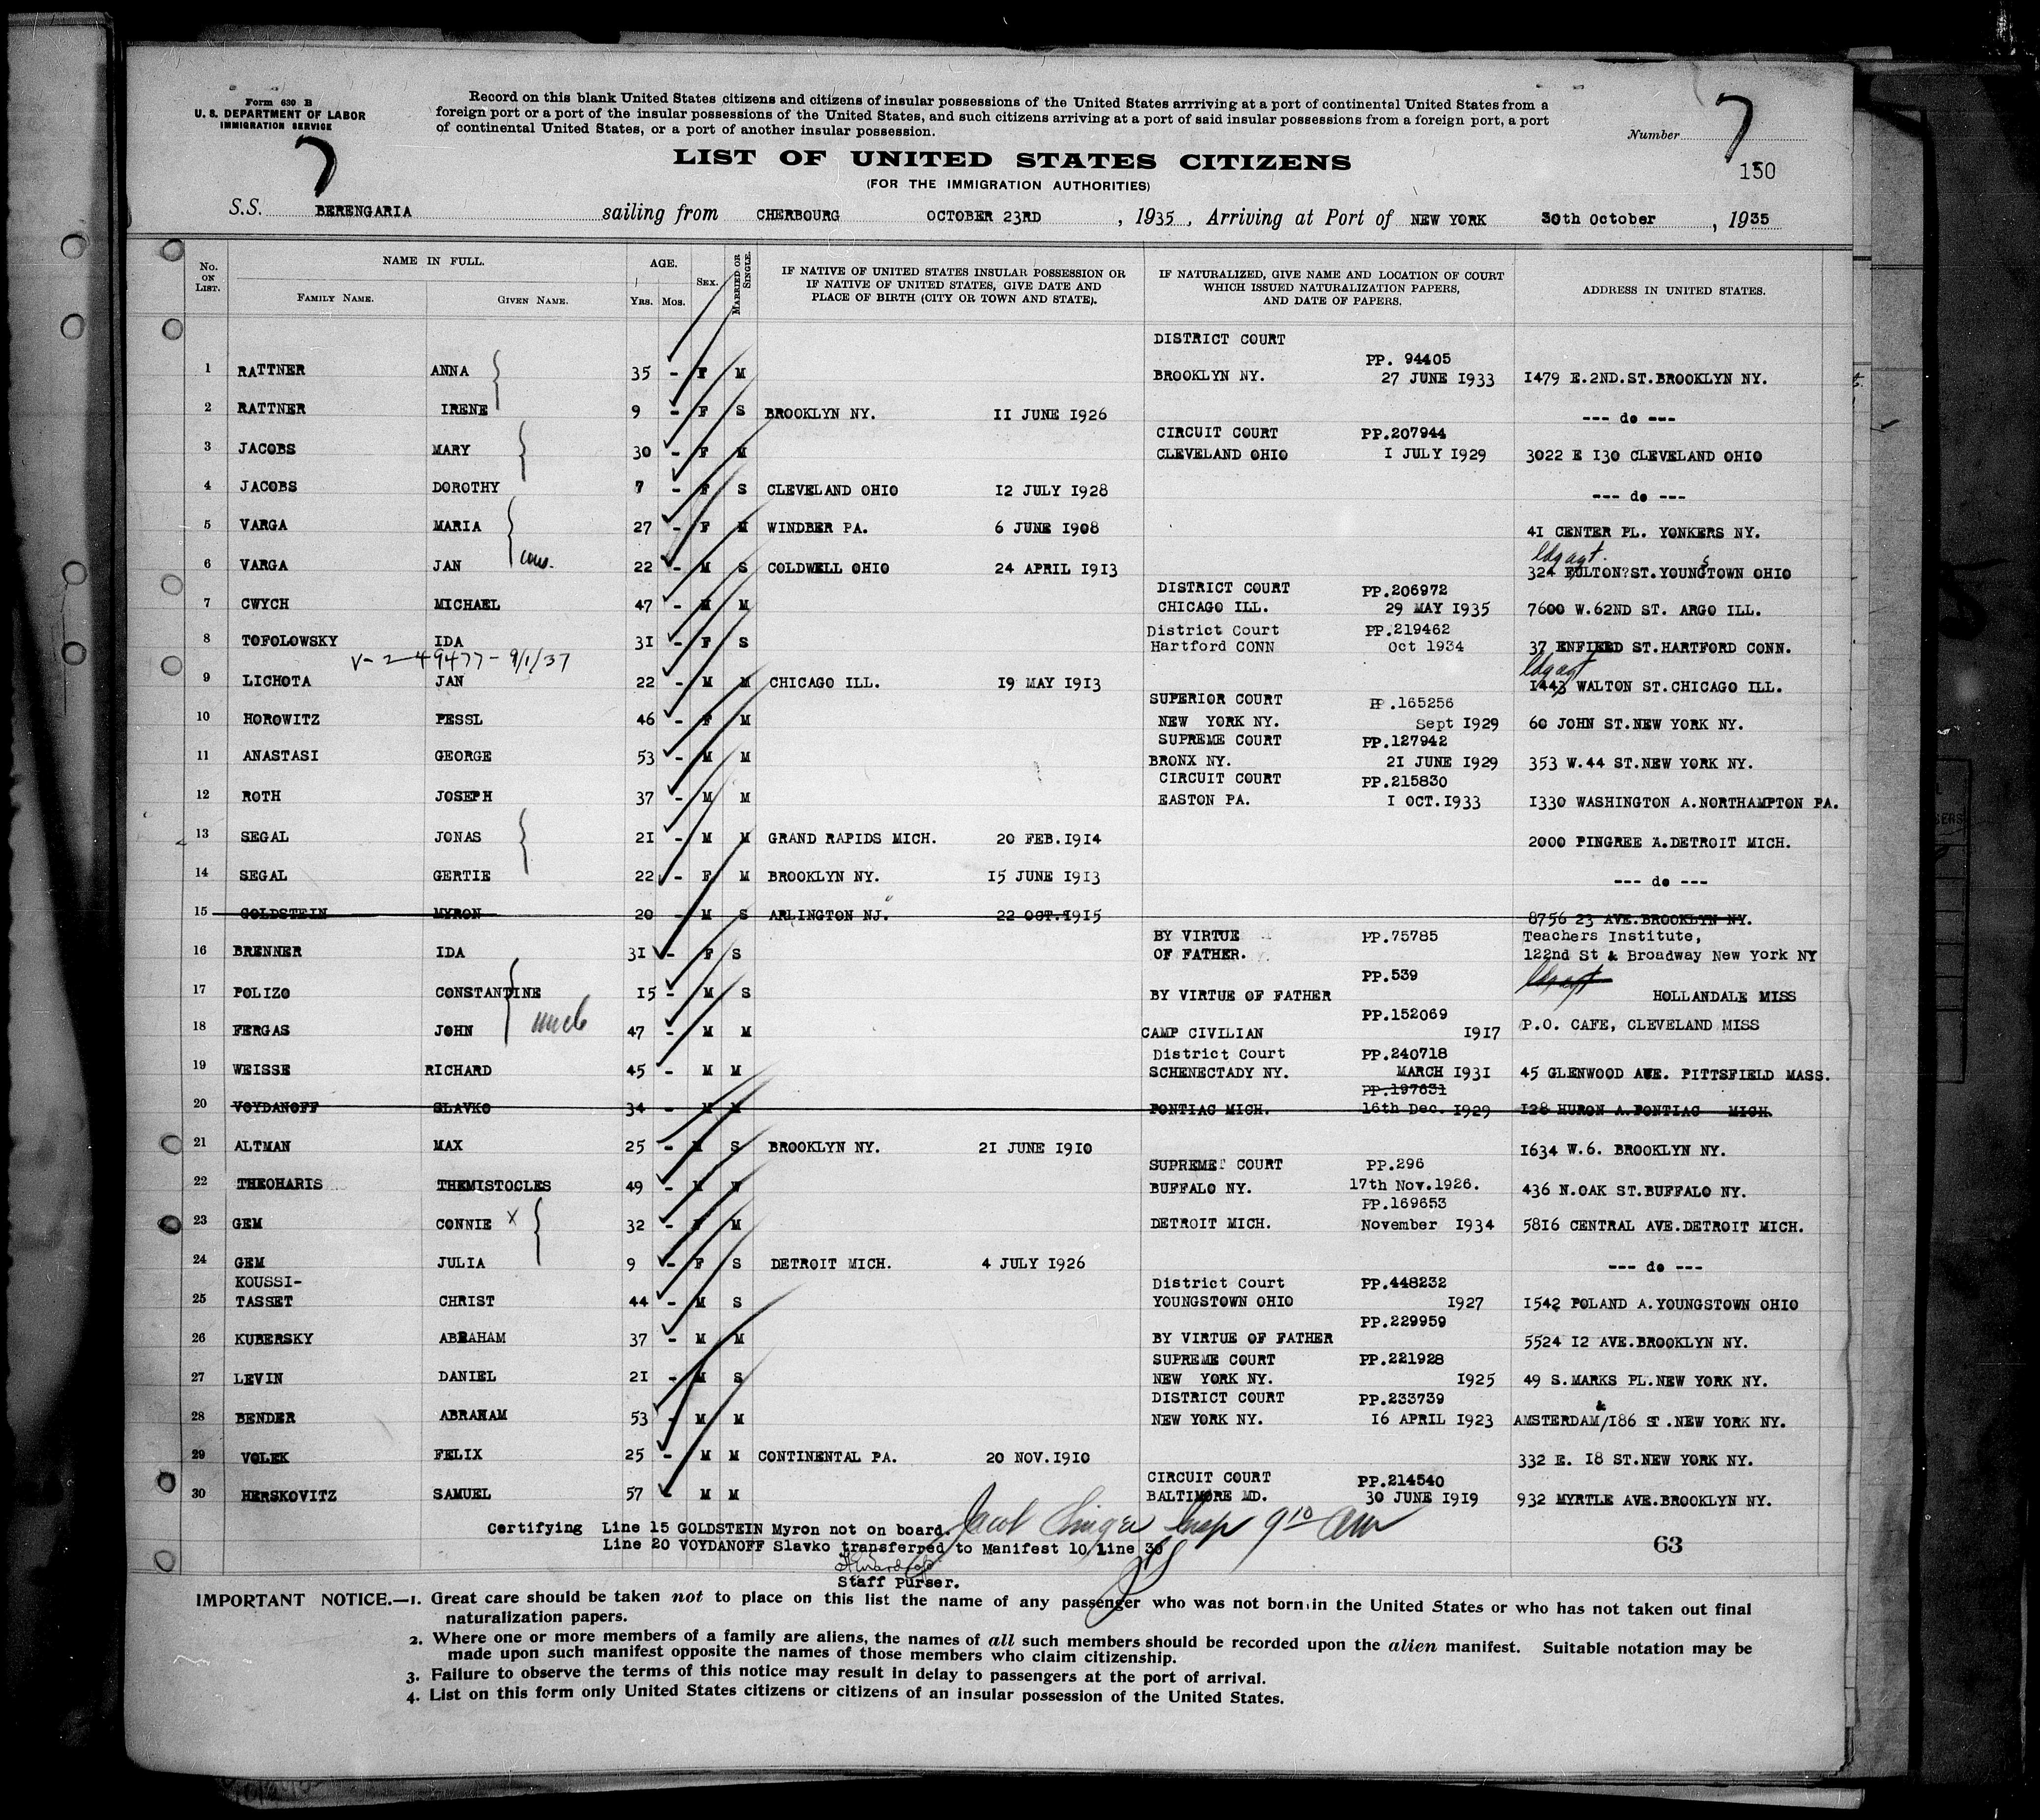 Form 630 B
U. S. DEPARTMENT OF LABOR
IMMIGRATION SERVICE
7
Record on this blank United States citizens and citizens of insular possessions of the United States arrriving at a port of continental United States from a
foreign port or a port of the insular possessions of the United States, and such citizens arriving at a port of said insular possessions from a foreign port, a port
of continental United States, or a port of another insular possession.
Number 7
150
LIST OF UNITED STATES CITIZENS
(FOR THE IMMIGRATION AUTHORITIES)
S.S. BERENGARIA sailing from CHERBOURG OCTOBER 23RD , 1935 , Arriving at Port of NEW YORK 30th October , 1935
No. ON LIST.
NAME IN FULL.
FAMILY NAME. GIVEN NAME.
AGE.
Yrs. Mos.
SEX.
MARRIED OR SINGLE.
IF NATIVE OF UNITED STATES INSULAR POSSESSION OR
IF NATIVE OF UNITED STATES, GIVE DATE AND
PLACE OF BIRTH (CITY OR TOWN AND STATE).
IF NATURALIZED, GIVE NAME AND LOCATION OF COURT
WHICH ISSUED NATURALIZATION PAPERS,
AND DATE OF PAPERS.
ADDRESS IN UNITED STATES.
DISTRICT COURT PP. 94405
1 RATTNER ANNA 35 - F M BROOKLYN NY. 27 JUNE 1933 1479 E.2ND.ST.BROOKLYN NY.
2 RATTNER IRENE 9 - F S BROOKLYN NY. 11 JUNE 1926 --- do ---
CIRCUIT COURT PP.207944
3 JACOBS MARY 30 - F M CLEVELAND OHIO 1 JULY 1929 3022 E 130 CLEVELAND OHIO
4 JACOBS DOROTHY 7 - F S CLEVELAND OHIO 12 JULY 1928 --- do ---
5 VARGA MARIA 27 - F M WINDBER PA. 6 JUNE 1908 41 CENTER PL. YONKERS NY.
6 VARGA JAN 22 - M S COLDWELL OHIO 24 APRIL 1913 324 FULTON?ST.YOUNGTOWN OHIO
s
DISTRICT COURT PP.206972
7 CWYCH MICHAEL 47 - M M CHICAGO ILL. 29 MAY 1935 7600 W.62ND ST. ARGO ILL.
District Court PP.219462
8 TOFOLOWSKY IDA 31 - F S Hartford CONN Oct 1934 37 ENFIELD ST.HARTFORD CONN.
V-2-49477-9/1/37
9 LICHOTA JAN 22 - M M CHICAGO ILL. 19 MAY 1913 1443 WALTON ST.CHICAGO ILL.
SUPERIOR COURT PP.165256
10 HOROWITZ PESSL 46 - F M NEW YORK NY. Sept 1929 60 JOHN ST.NEW YORK NY.
SUPREME COURT PP.127942
11 ANASTASI GEORGE 53 - M M BRONX NY. 21 JUNE 1929 353 W.44 ST.NEW YORK NY.
CIRCUIT COURT PP.215830
12 ROTH JOSEPH 37 - M M EASTON PA. 1 OCT.1933 1330 WASHINGTON A.NORTHAMPTON PA.
13 SEGAL JONAS 21 - M M GRAND RAPIDS MICH. 20 FEB.1914 2000 PINGREE A.DETROIT MICH.
14 SEGAL GERTIE 22 - F M BROOKLYN NY. 15 JUNE 1913 --- do ---
15 GOLDSTEIN MYRON 20 - M S ARLINGTON NJ. 22 OCT.1915 8756 23 AVE.BROOKLYN NY.
BY VIRTUE PP.75785 Teachers Institute,
16 BRENNER IDA 31 - F S OF FATHER. 122nd St & Broadway New York NY
PP.539
17 POLIZO CONSTANTINE 15 - M S BY VIRTUE OF FATHER HOLLANDALE MISS
uncle
PP.152069
18 FERGAS JOHN 47 - M M CAMP CIVILIAN 1917 P.O. CAFE, CLEVELAND MISS
District Court PP.240718
19 WEISSE RICHARD 45 - M M SCHENECTADY NY. MARCH 1931 45 GLENWOOD AUE. PITTSFIELD MASS.
PP.197631
20 VOYDANOFF SLAVKO 34 - M M PONTIAC MICH. 16th Dec. 1929 128 HURON A.PONTIAC MICH.
21 ALTMAN MAX 25 - M S BROOKLYN NY. 21 JUNE 1910 1634 W.6. BROOKLYN NY.
SUPREME COURT PP.296
22 THEOHARIS THEMISTOCLES 49 - M W BUFFALO NY. 17th Nov.1926. 436 N.OAK ST.BUFFALO NY.
PP.169653
23 GEM CONNIE X 32 - F M DETROIT MICH. November 1934 5816 CENTRAL AVE.DETROIT MICH.
24 GEM JULIA 9 - F S DETROIT MICH. 4 JULY 1926 --- do ---
KOUSSI- District Court PP.448232
25 TASSET CHRIST 44 - M S YOUNGSTOWN OHIO 1927 1542 POLAND A.YOUNGSTOWN OHIO
PP.229959
26 KUBERSKY ABRAHAM 37 - M M BY VIRTUE OF FATHER 5524 12 AVE.BROOKLYN NY.
SUPREME COURT PP.221928
27 LEVIN DANIEL 21 - M S NEW YORK NY. 1925 49 S.MARKS PL.NEW YORK NY.
DISTRICT COURT PP.233739
&
28 BENDER ABRAHAM 53 - M M NEW YORK NY. 16 APRIL 1923 AMSTERDAM/186 ST.NEW YORK NY.
29 VOLEK FELIX 25 - M M CONTINENTAL PA. 20 NOV.1910 332 E. 18 ST.NEW YORK NY.
CIRCUIT COURT PP.214540
30 HERSKOVITZ SAMUEL 57 - M M BALTIMORE MD. 30 JUNE 1919 932 MYRTLE AVE.BROOKLYN NY.
Certifying Line 15 GOLDSTEIN Myron not on board. Jacob Insp 9 10 am
Line 20 VOYDANOFF Slavko transferred to Manifest 10 Line 30
63
Staff Purser.
IMPORTANT NOTICE.—1. Great care should be taken not to place on this list the name of any passenger who was not born in the United States or who has not taken out final
naturalization papers.
2. Where one or more members of a family are aliens, the names of all such members should be recorded upon the alien manifest. Suitable notation may be
made upon such manifest opposite the names of those members who claim citizenship.
3. Failure to observe the terms of this notice may result in delay to passengers at the port of arrival.
4. List on this form only United States citizens or citizens of an insular possession of the United States.